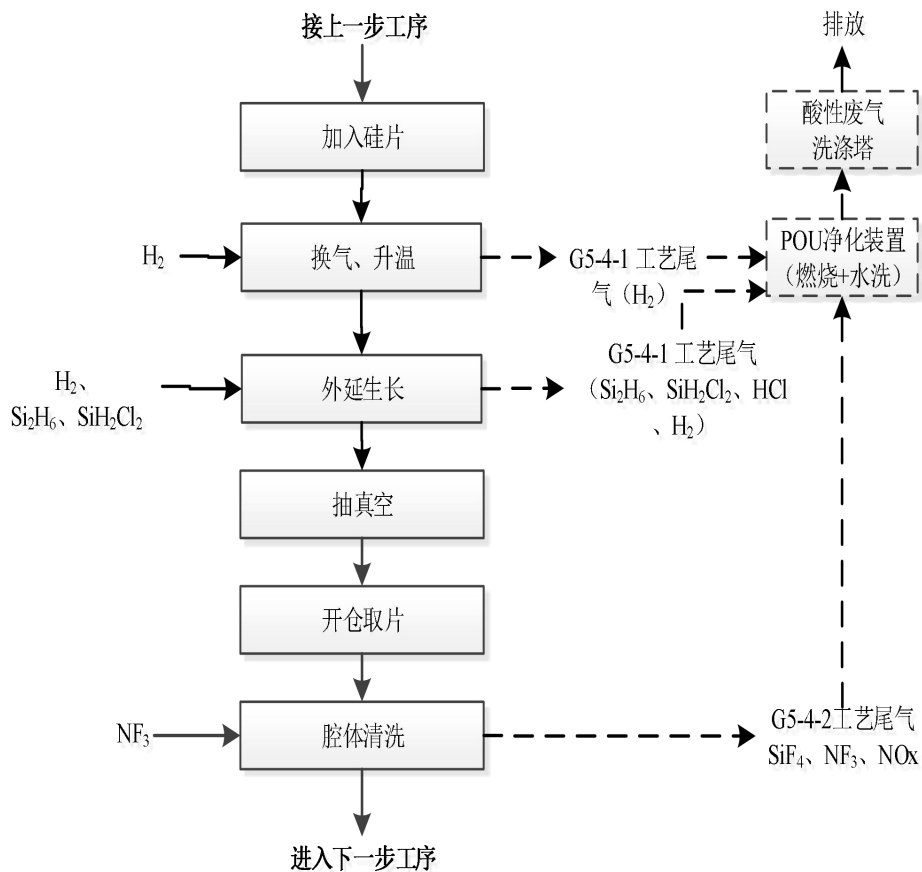 接上一步工序
排放
加入硅片
酸性废气
洗涤塔
H₂
换气、升温
G5-4-1 工艺尾
气（H₂）
POU净化装置
（燃烧+水洗）
H₂、
Si₂H₆、SiH₂Cl₂
外延生长
G5-4-1 工艺尾气
（Si₂H₆、SiH₂Cl₂、HCl
、H₂）
抽真空
开仓取片
NF₃
腔体清洗
G5-4-2工艺尾气
SiF₄、NF₃、NOx
进入下一步工序